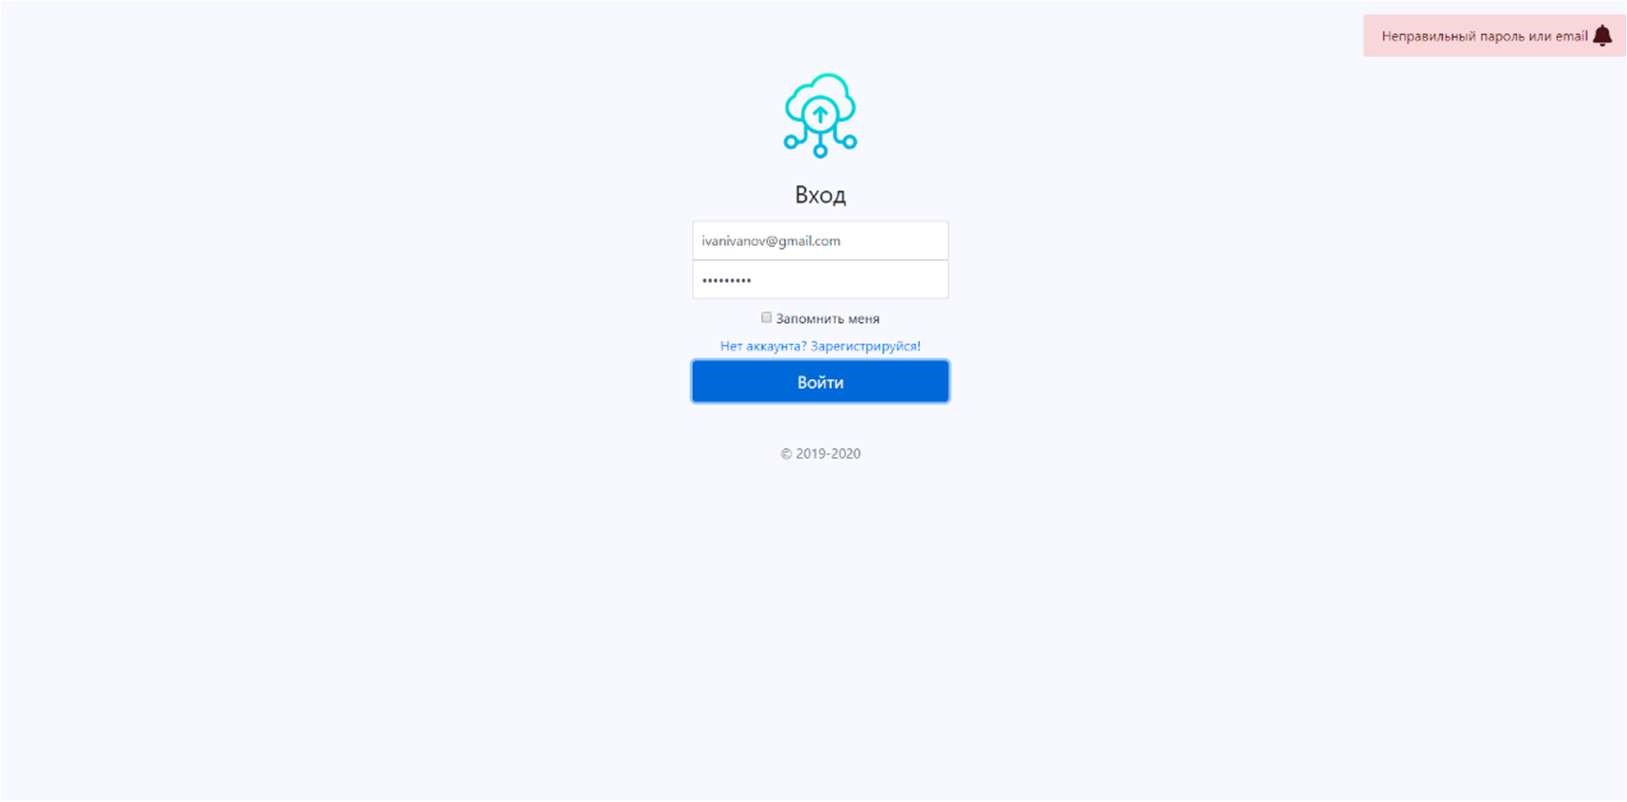 Неправильный пароль или email
Вход
ivanivanov@gmail.com
•••••••••
Запомнить меня
Нет аккаунта? Зарегистрируйся!
Войти
© 2019-2020